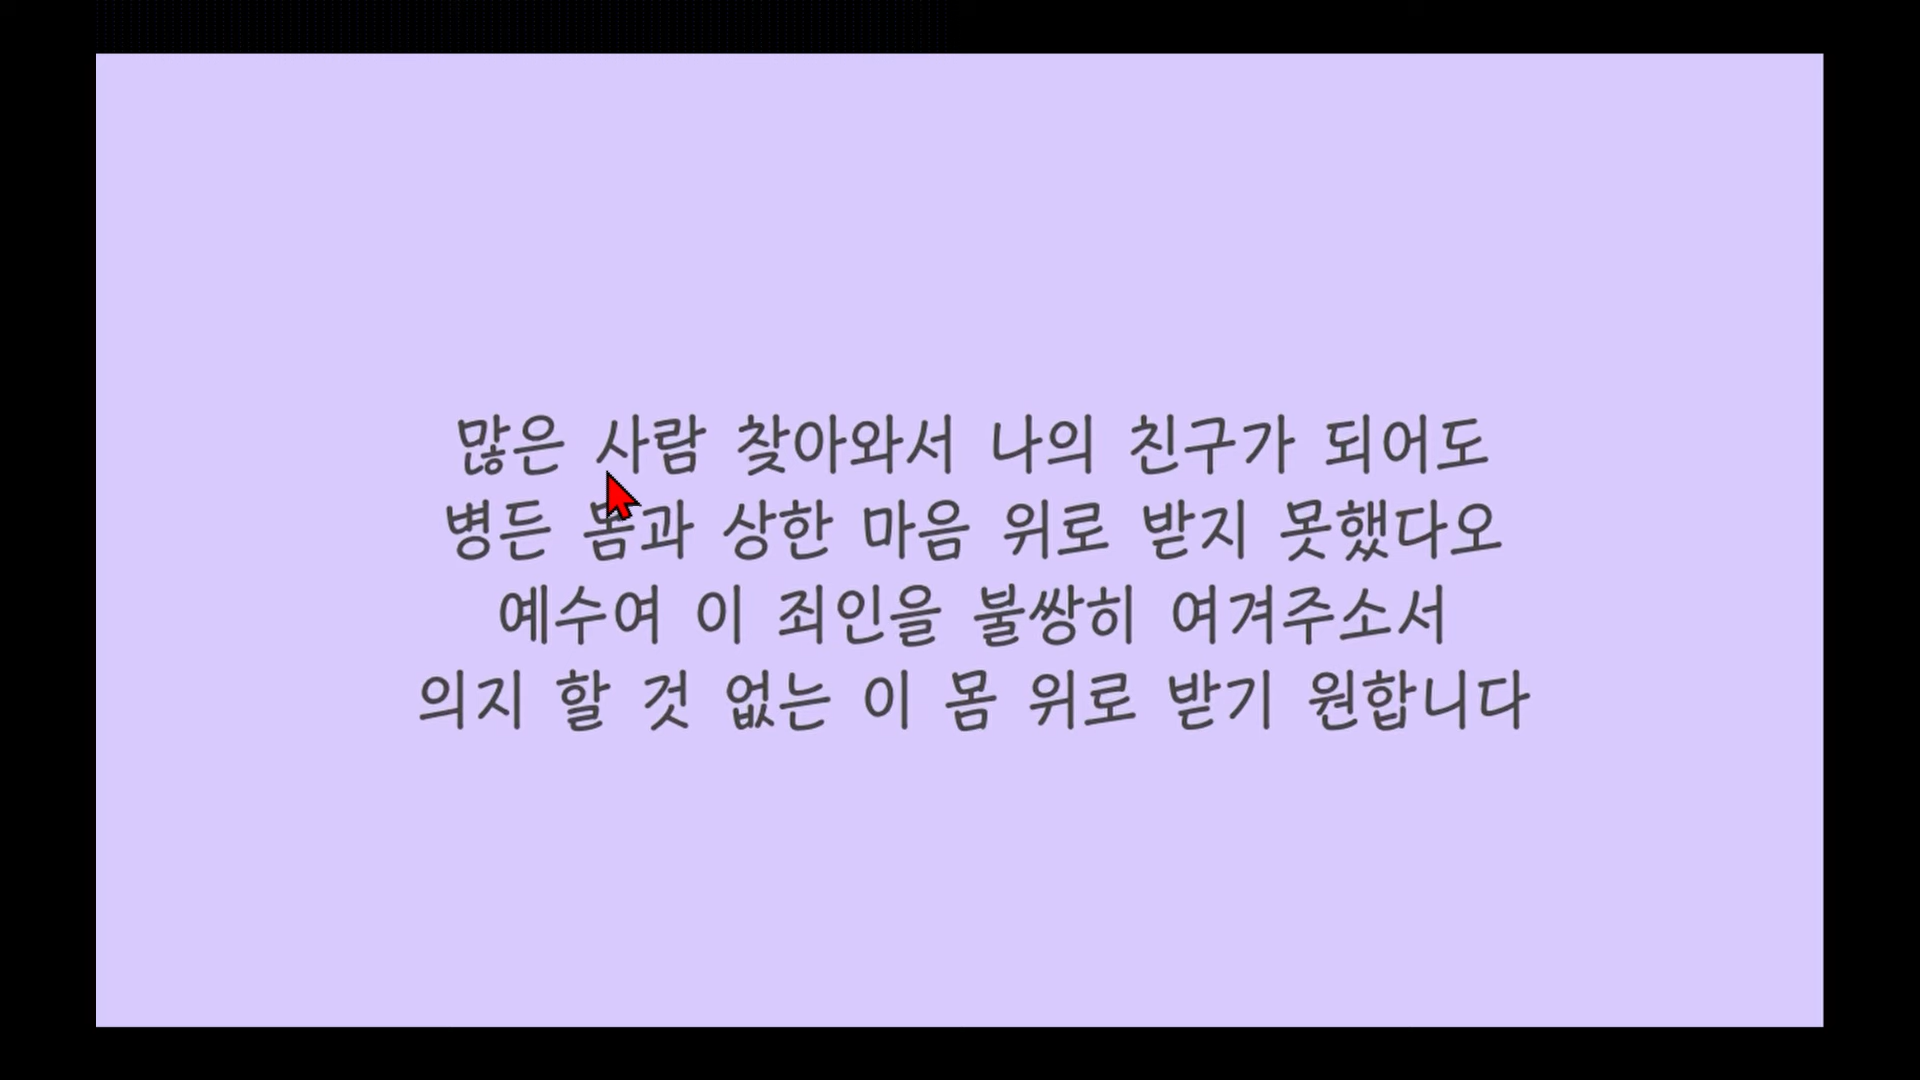 많은 사람 찾아와서 나의 친구가 되어도
병든 몸과 상한 마음 위로 받지 못했다오
예수여 이 죄인을 불쌍히 여겨주소서
의지 할 것 없는 이 몸 위로 받기 원합니다